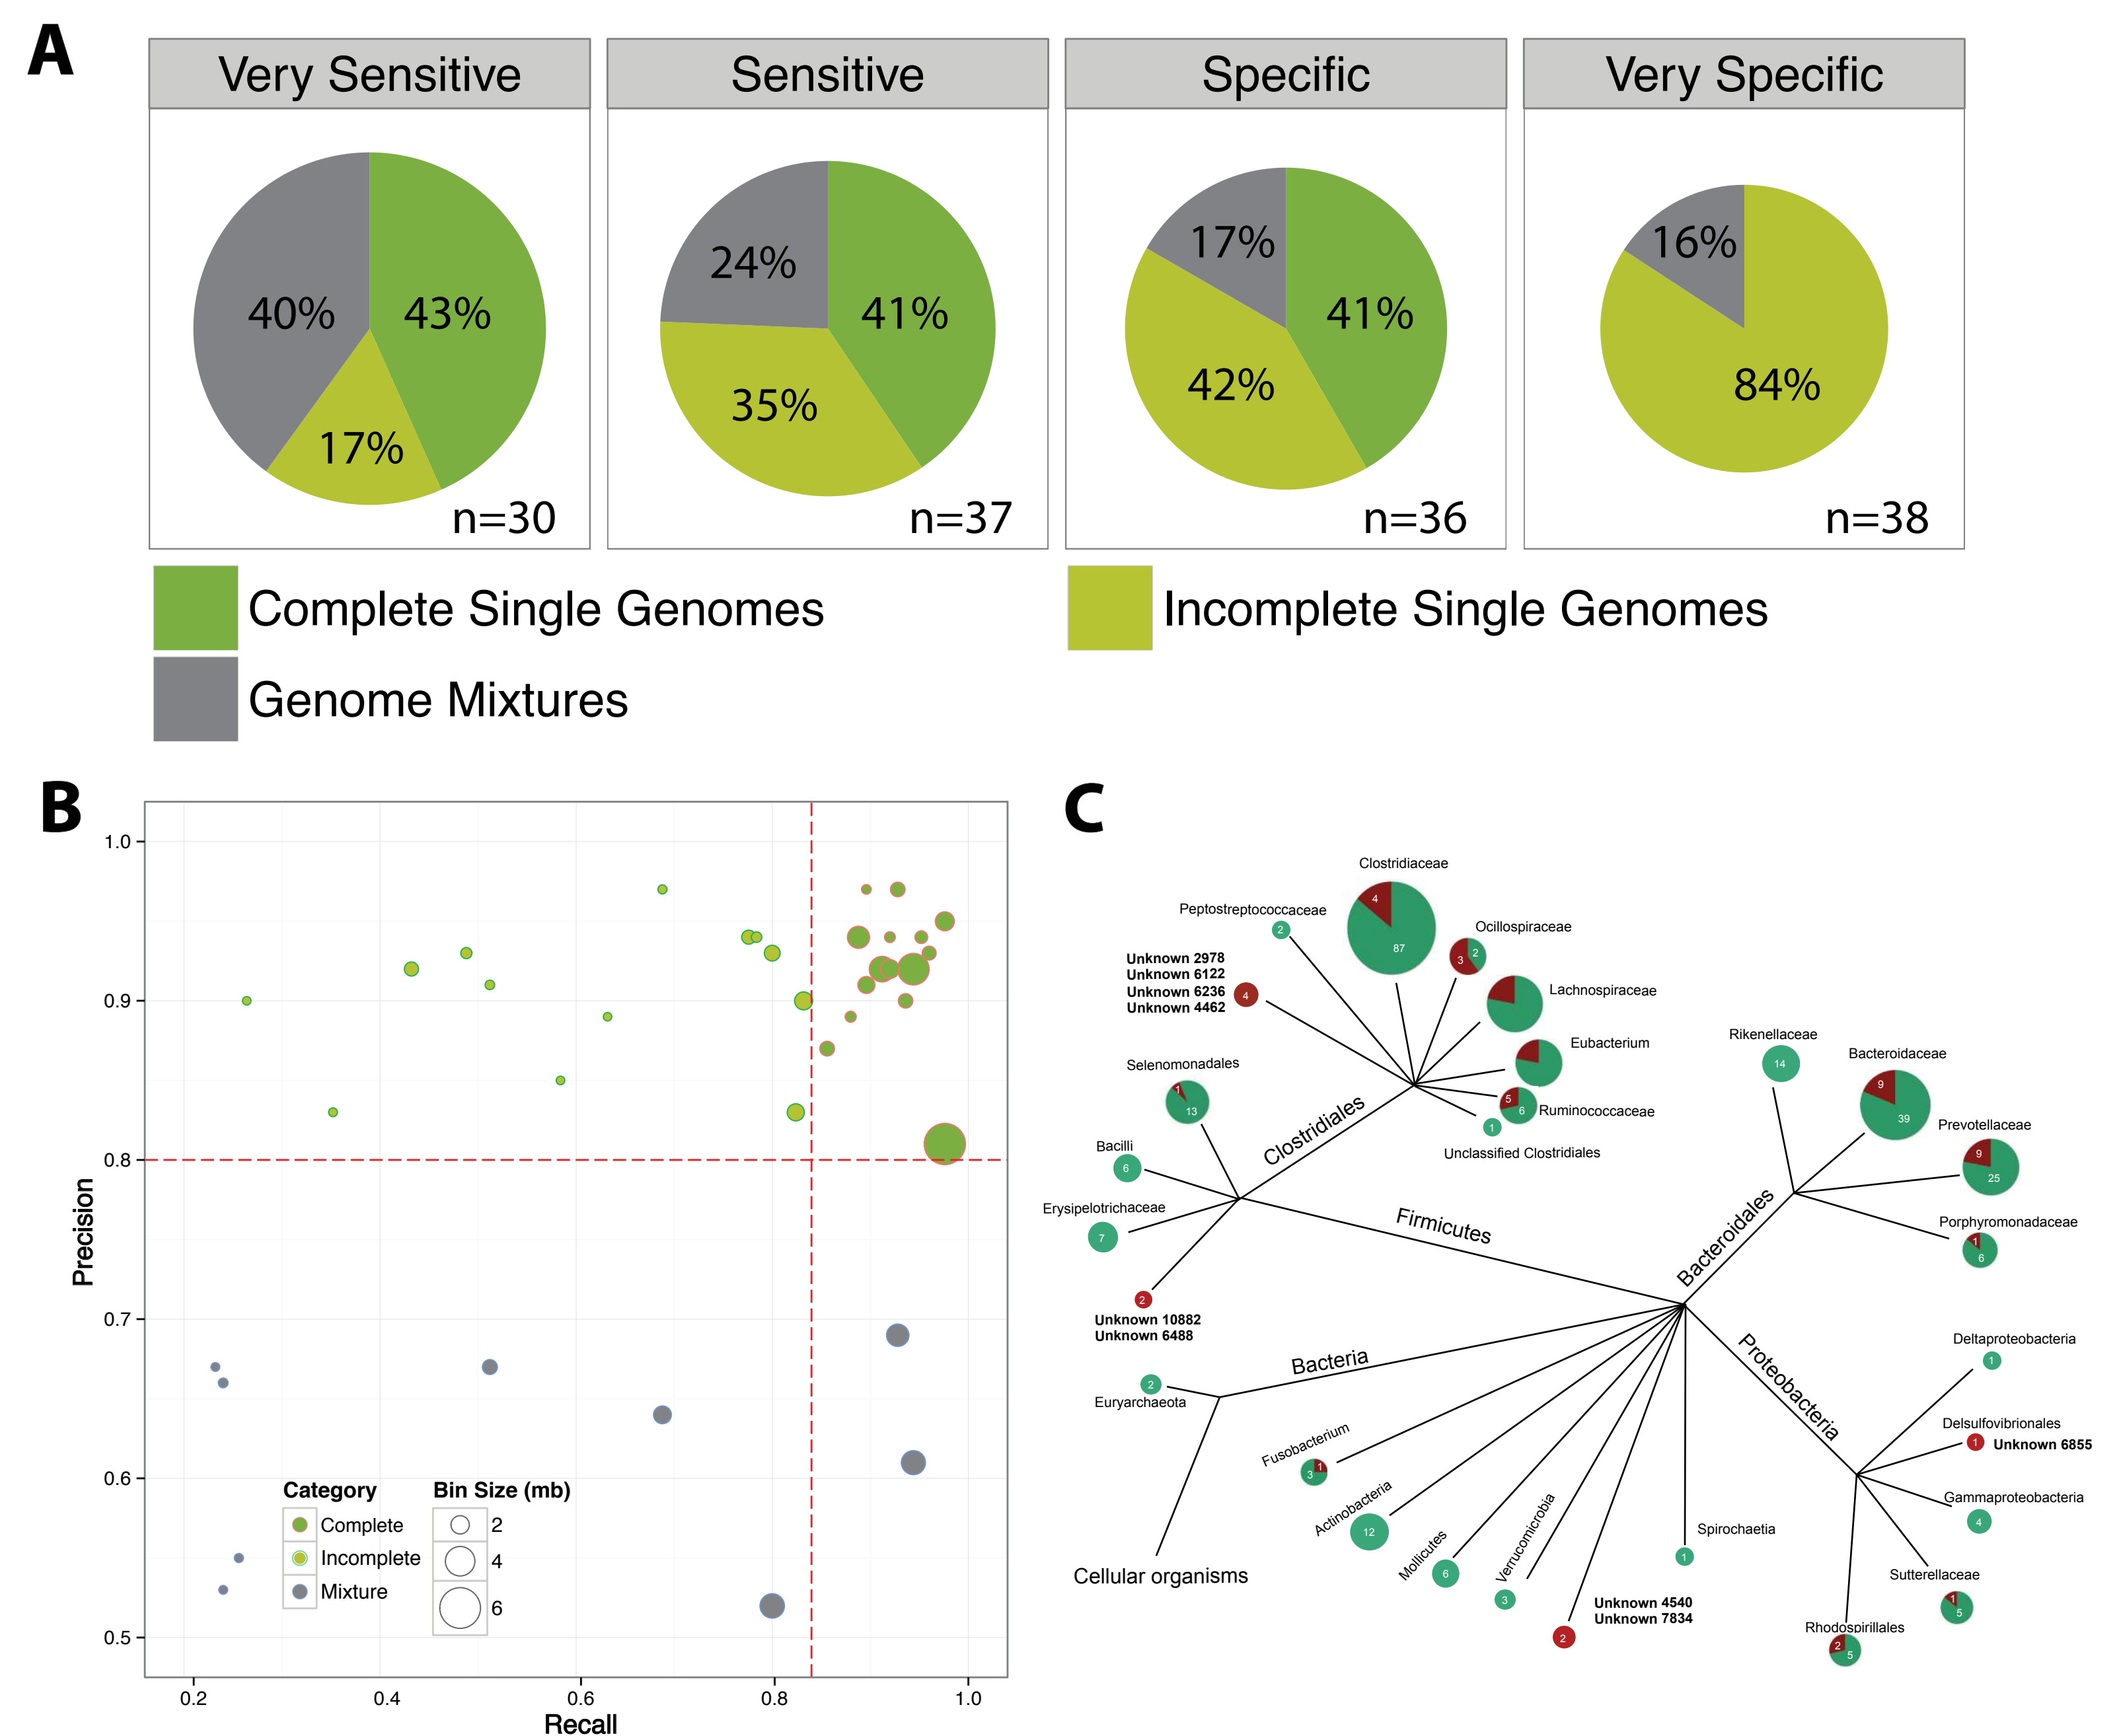 A
Very Sensitive
Sensitive
Specific
Very Specific
40%
43%
17%
n=30
24%
41%
35%
n=37
17%
41%
42%
n=36
16%
84%
n=38
Complete Single Genomes
Incomplete Single Genomes
Genome Mixtures
B
Precision
1.0
0.9
0.8
0.7
0.6
0.5
Category
Complete
Incomplete
Mixture
Bin Size (mb)
2
4
6
0.2
0.4
0.6
0.8
1.0
Recall
C
Clostridiaceae
4
87
Peptostreptococcaceae
2
Ocillospiraceae
3
2
Unknown 2978
Unknown 6122
Unknown 6236
Unknown 4462
4
Lachnospiraceae
Eubacterium
5
6
Ruminococcaceae
1
Unclassified Clostridiales
Selenomonadales
1
13
Clostridiales
Bacilli
6
Erysipelotrichaceae
7
Firmicutes
2
Unknown 10882
Unknown 6488
Rikenellaceae
14
Bacteroidaceae
9
39
Prevotellaceae
9
25
Porphyromonadaceae
1
6
Bacteroidales
Bacteria
2
Euryarchaeota
Cellular organisms
Fusobacterium
1
3
Actinobacteria
12
Mollicutes
6
Verrucomicrobia
3
2
Unknown 4540
Unknown 7834
Spirochaetia
1
Proteobacteria
Deltaproteobacteria
1
Delsulfovibrionales
1
Unknown 6855
Gammaproteobacteria
4
Sutterellaceae
1
5
Rhodospirillales
2
5